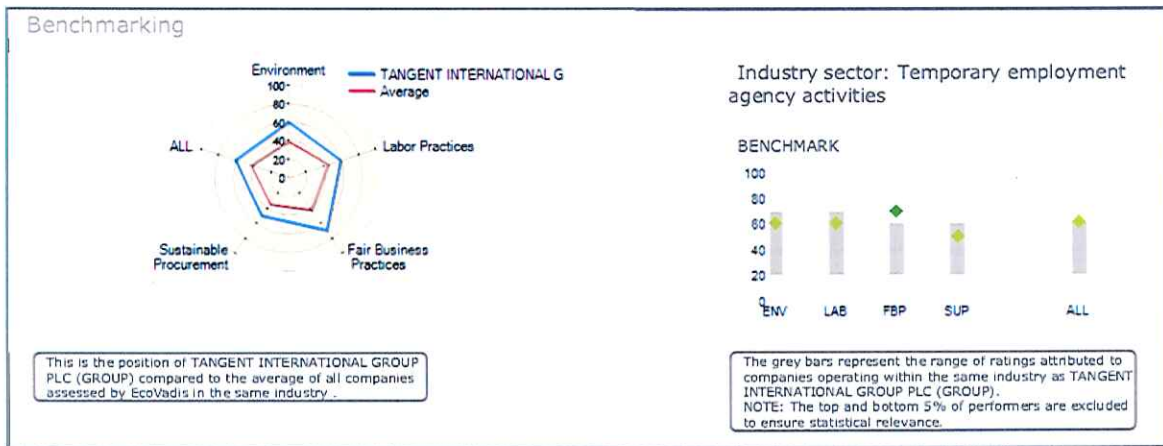 Benchmarking
Environment
100
80
60
40
20
0
TANGENT INTERNATIONAL G
Average
ALL
Labor Practices
Sustainable
Procurement
Fair Business
Practices
This is the position of TANGENT INTERNATIONAL GROUP
PLC (GROUP) compared to the average of all companies
assessed by EcoVadis in the same industry .
Industry sector: Temporary employment
agency activities
BENCHMARK
100
80
60
40
20
0
ENV LAB FBP SUP ALL
The grey bars represent the range of ratings attributed to
companies operating within the same industry as TANGENT
INTERNATIONAL GROUP PLC (GROUP).
NOTE: The top and bottom 5% of performers are excluded
to ensure statistical relevance.